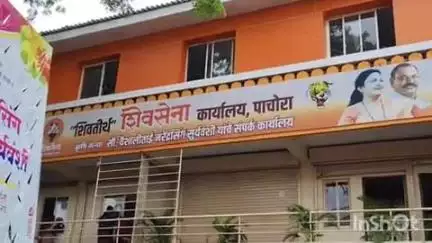 "शिवतीर्थ" शिवसेना कार्यालय, पाचोरा
सौ. वैशालीताई नरेंद्रसिंग सुर्यवंशी यांचे संपर्क कार्यालय
InShot